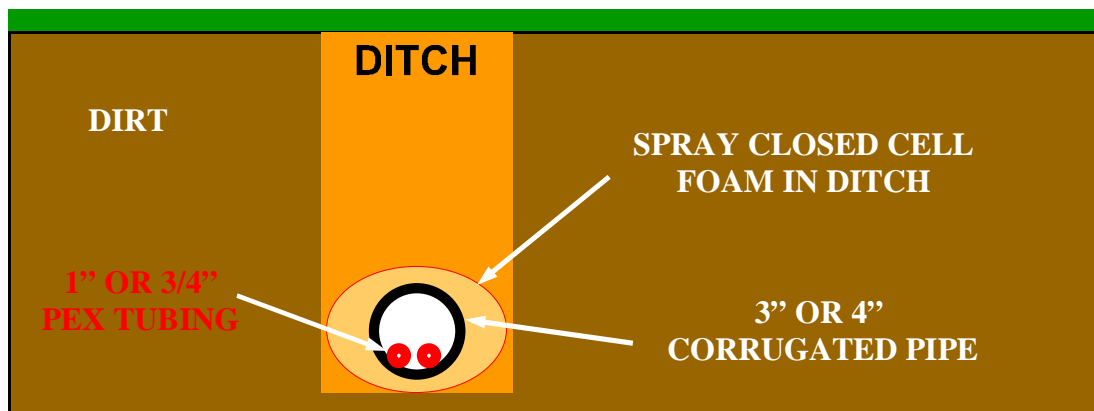 DITCH
DIRT
SPRAY CLOSED CELL
FOAM IN DITCH
1” OR 3/4”
PEX TUBING
3” OR 4”
CORRUGATED PIPE